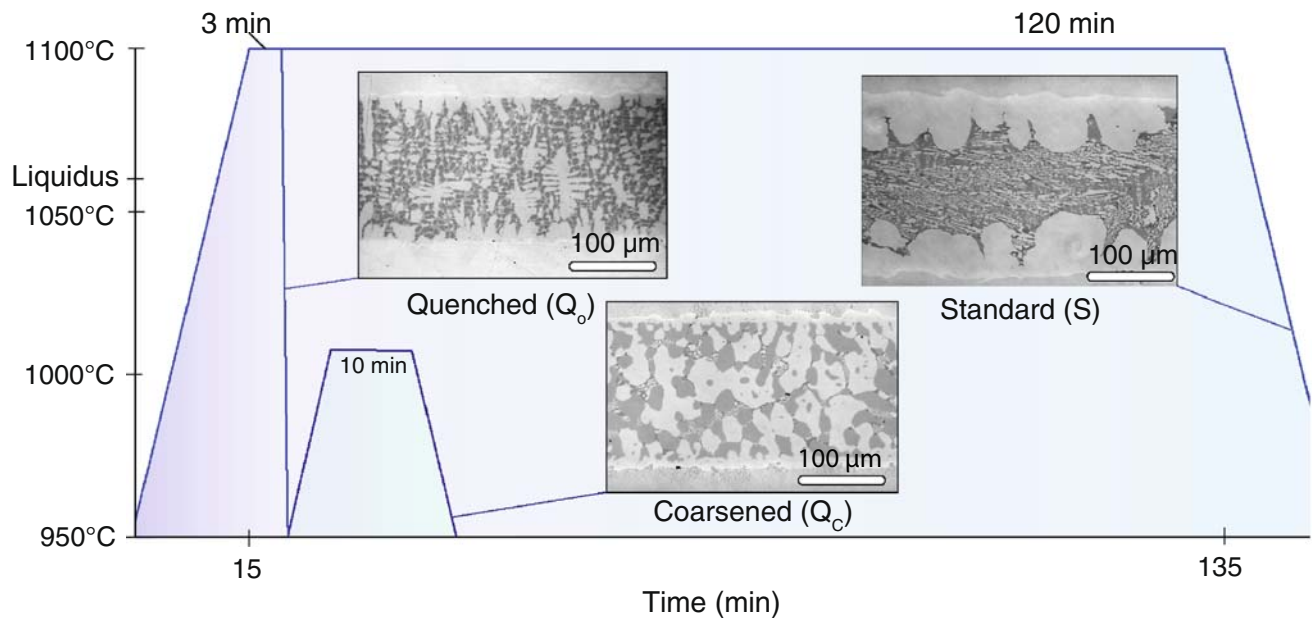 3 min
120 min
1100°C
Liquidus
1050°C
1000°C
950°C
100 µm
Quenched (Qo)
10 min
100 µm
Coarsened (QC)
100 µm
Standard (S)
15
135
Time (min)